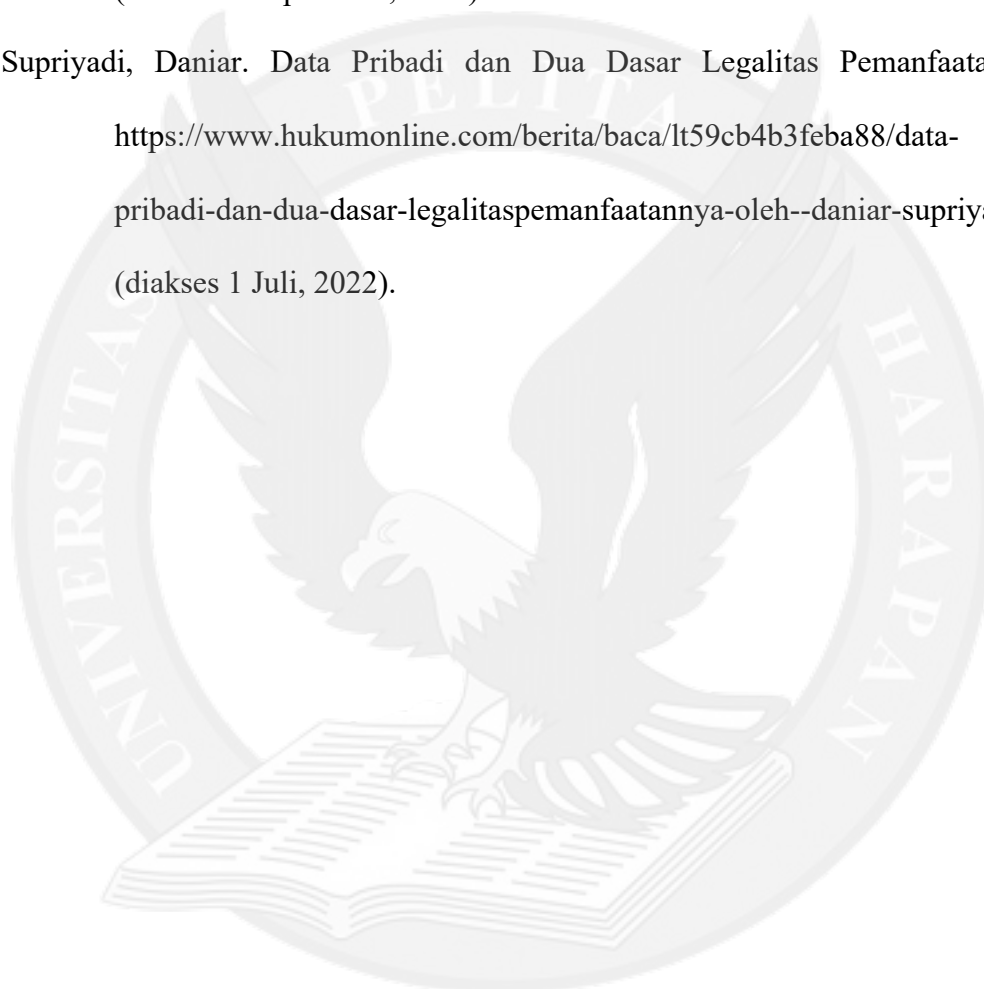 Supriyadi, Daniar. Data Pribadi dan Dua Dasar Legalitas Pemanfaata
https://www.hukumonline.com/berita/baca/lt59cb4b3feba88/data-
pribadi-dan-dua-dasar-legalitaspemanfaatannya-oleh--daniar-supriya
(diakses 1 Juli, 2022).
UNIVERSITAS PELITA HARAPAN